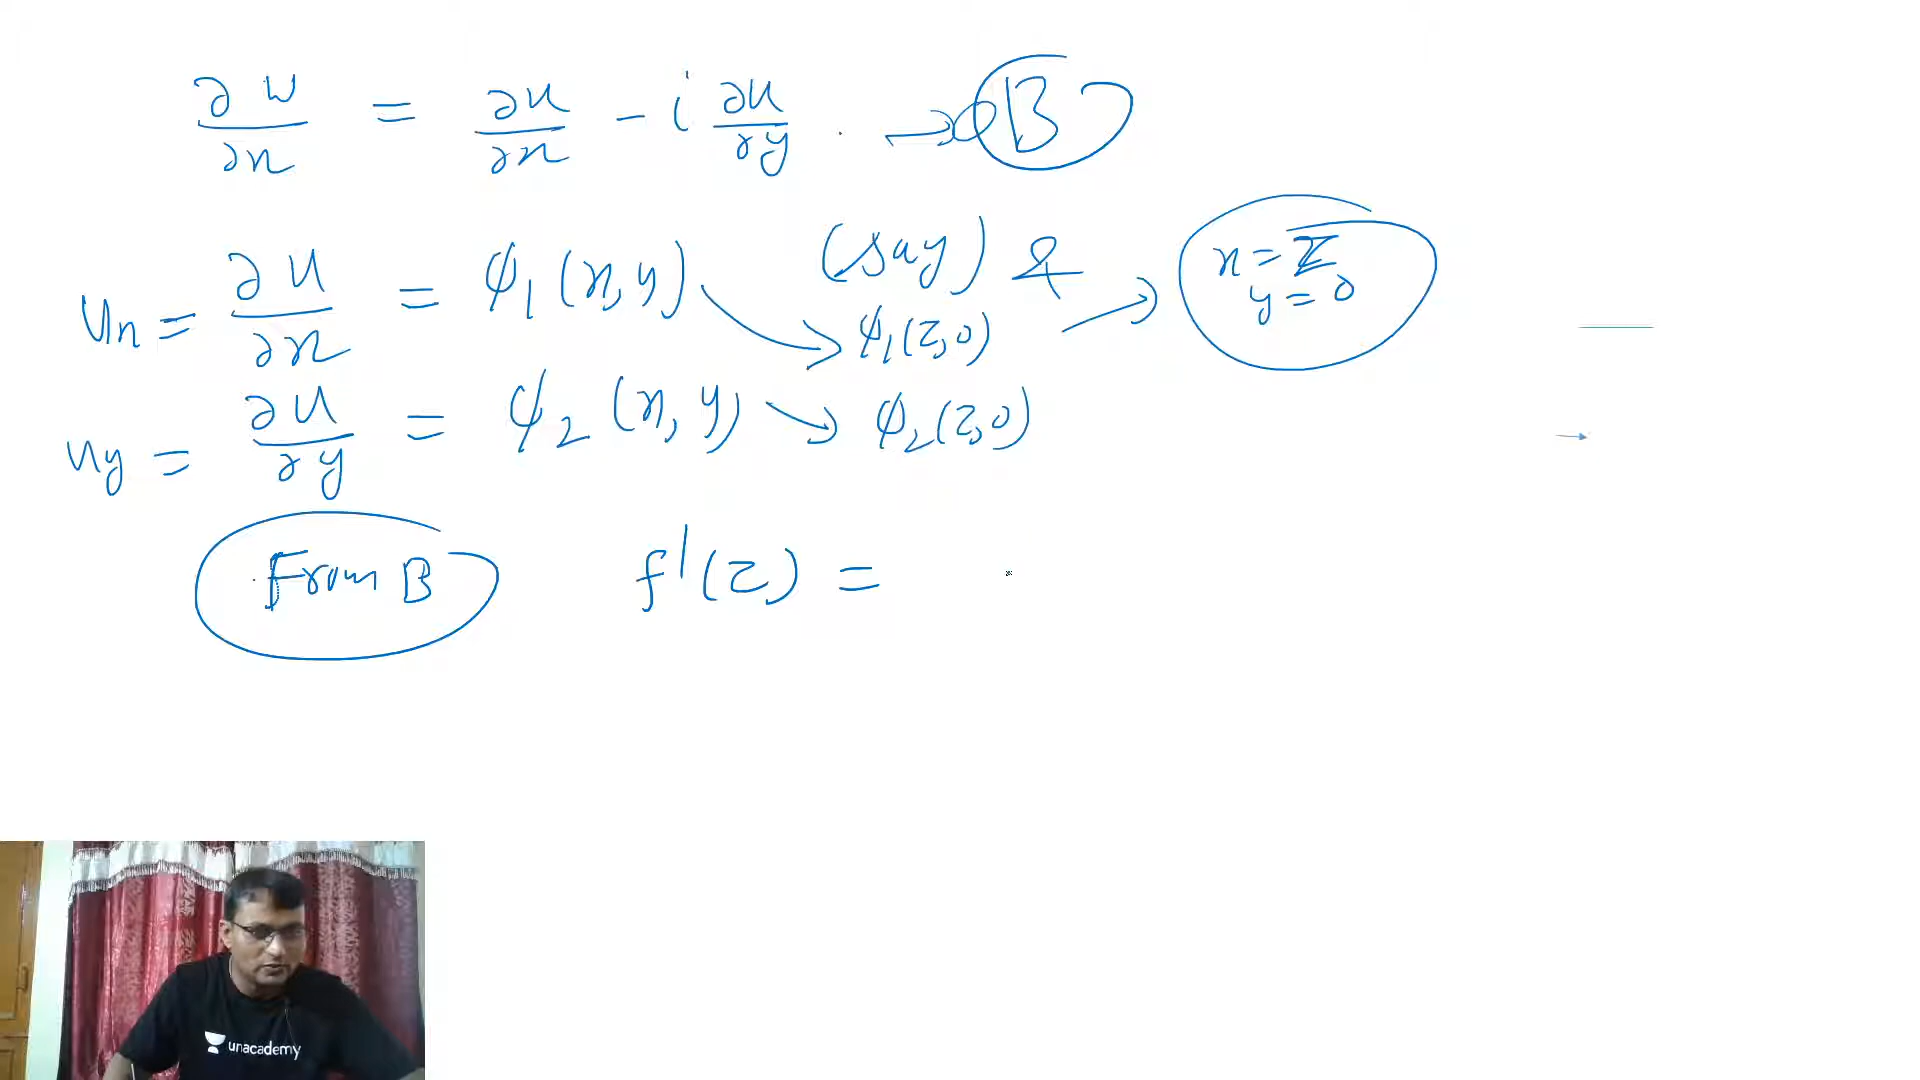 ∂w/∂x = ∂u/∂x - i ∂u/∂y . → B
ux = ∂u/∂x = ϕ1(x,y) (say) &
x = z
y = 0
ϕ1(z,0)
uy = ∂u/∂y = ϕ2(x,y) → ϕ2(z,0)
From B f'(z) =
unacademy